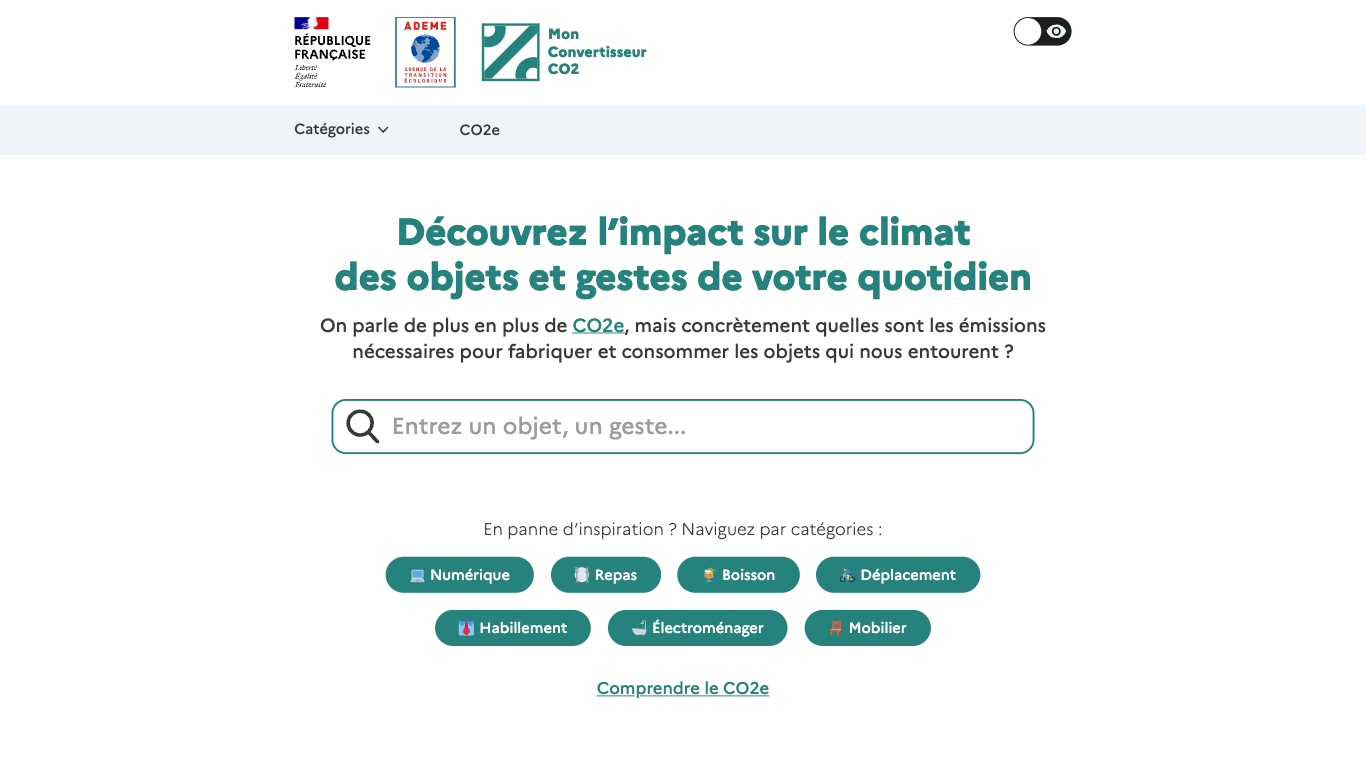 RÉPUBLIQUE
FRANÇAISE
Liberté
Égalité
Fraternité
ADEME
AGENCE DE LA
TRANSITION
ÉCOLOGIQUE
Mon
Convertisseur
CO2
Catégories
CO2e
Découvrez l’impact sur le climat
des objets et gestes de votre quotidien
On parle de plus en plus de CO2e, mais concrètement quelles sont les émissions
nécessaires pour fabriquer et consommer les objets qui nous entourent ?
Entrez un objet, un geste...
En panne d’inspiration ? Naviguez par catégories :
Numérique
Repas
Boisson
Déplacement
Habillement
Électroménager
Mobilier
Comprendre le CO2e